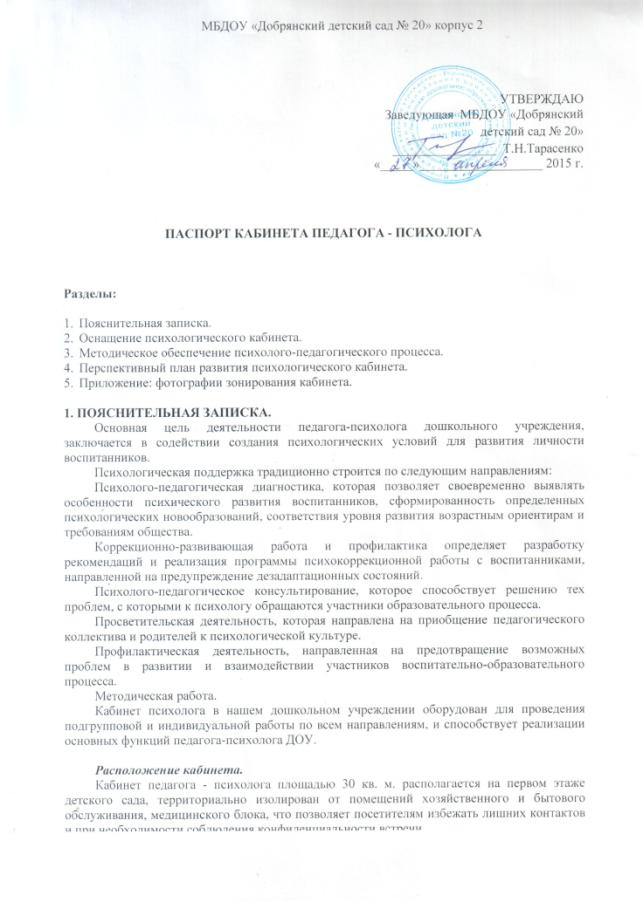 МБДОУ «Добрянский детский сад № 20» корпус 2
УТВЕРЖДАЮ
Заведующая МБДОУ «Добрянский
детский сад № 20»
Т.Н.Тарасенко
« 27 » апреля 2015 г.
ПАСПОРТ КАБИНЕТА ПЕДАГОГА - ПСИХОЛОГА
Разделы:
1. Пояснительная записка.
2. Оснащение психологического кабинета.
3. Методическое обеспечение психолого-педагогического процесса.
4. Перспективный план развития психологического кабинета.
5. Приложение: фотографии зонирования кабинета.
1. ПОЯСНИТЕЛЬНАЯ ЗАПИСКА.
Основная цель деятельности педагога-психолога дошкольного учреждения,
заключается в содействии создания психологических условий для развития личности
воспитанников.
Психологическая поддержка традиционно строится по следующим направлениям:
Психолого-педагогическая диагностика, которая позволяет своевременно выявлять
особенности психического развития воспитанников, сформированность определенных
психологических новообразований, соответствия уровня развития возрастным ориентирам и
требованиям общества.
Коррекционно-развивающая работа и профилактика определяет разработку
рекомендаций и реализация программы психокоррекционной работы с воспитанниками,
направленной на предупреждение дезадаптационных состояний.
Психолого-педагогическое консультирование, которое способствует решению тех
проблем, с которыми к психологу обращаются участники образовательного процесса.
Просветительская деятельность, которая направлена на приобщение педагогического
коллектива и родителей к психологической культуре.
Профилактическая деятельность, направленная на предотвращение возможных
проблем в развитии и взаимодействии участников воспитательно-образовательного
процесса.
Методическая работа.
Кабинет психолога в нашем дошкольном учреждении оборудован для проведения
подгрупповой и индивидуальной работы по всем направлениям, и способствует реализации
основных функций педагога-психолога ДОУ.
Расположение кабинета.
Кабинет педагога - психолога площадью 30 кв. м. располагается на первом этаже
детского сада, территориально изолирован от помещений хозяйственного и бытового
обслуживания, медицинского блока, что позволяет посетителям избежать лишних контактов
и при необходимости соблюдения конфиденциальности встречи